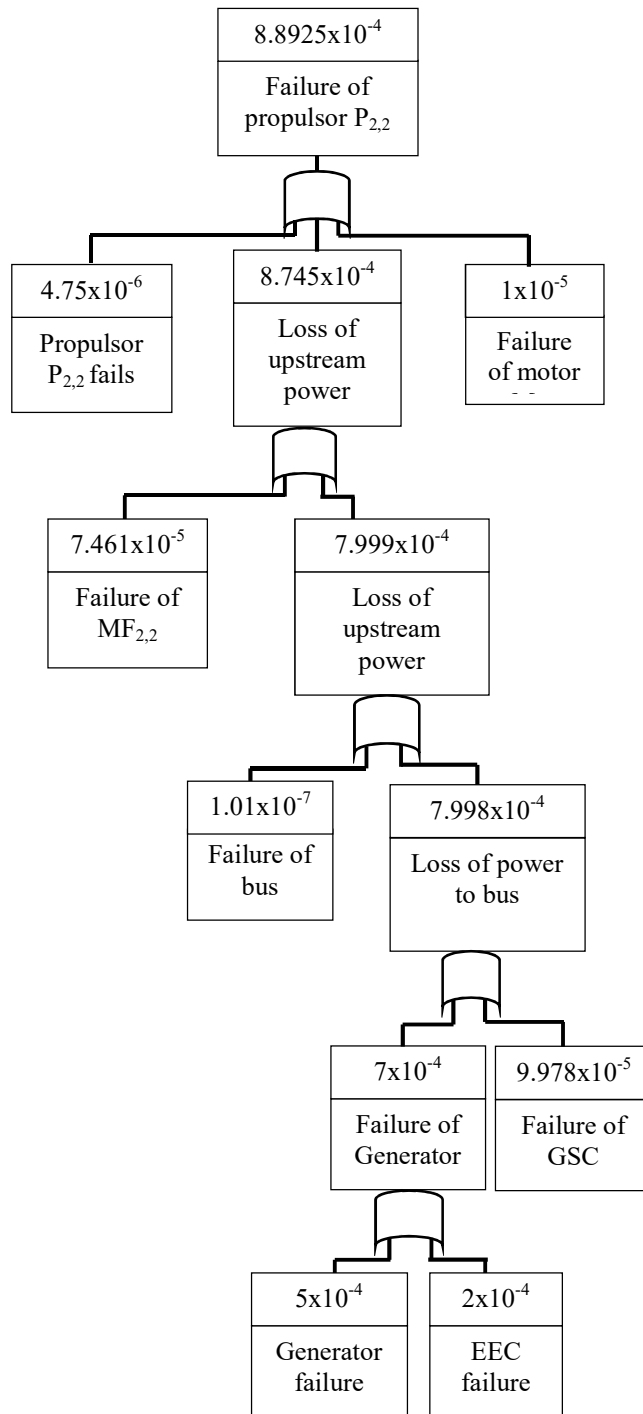 8.8925x10⁻⁴
Failure of
propulsor P₂,₂
4.75x10⁻⁶
Propulsor
P₂,₂ fails
8.745x10⁻⁴
Loss of
upstream
power
1x10⁻⁵
Failure
of motor
7.461x10⁻⁵
Failure of
MF₂,₂
7.999x10⁻⁴
Loss of
upstream
power
1.01x10⁻⁷
Failure of
bus
7.998x10⁻⁴
Loss of power
to bus
7x10⁻⁴
Failure of
Generator
9.978x10⁻⁵
Failure of
GSC
5x10⁻⁴
Generator
failure
2x10⁻⁴
EEC
failure